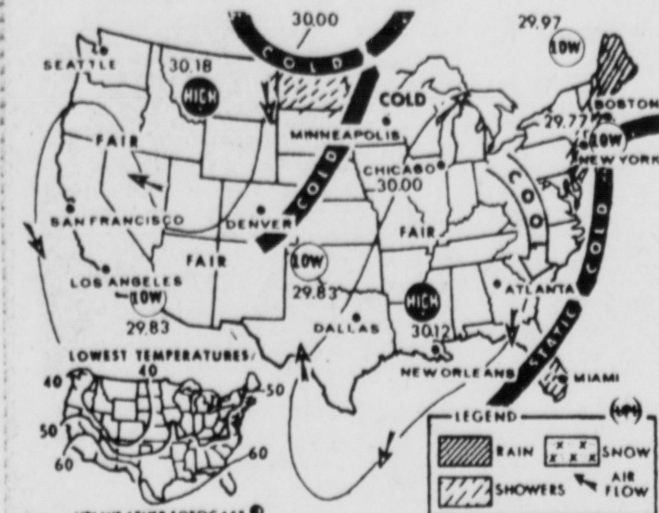 30.00
29.97
LOW
COLD
SEATTLE
30.18
HIGH
COLD
BOSTON
29.77
LOW
MINNEAPOLIS
NEW YORK
FAIR
CHICAGO
30.00
COLD
COOL
SAN FRANCISCO
DENVER
FAIR
COLD
FAIR
LOW
29.83
HIGH
30.12
ATLANTA
LOS ANGELES
LOW
29.83
DALLAS
STATIC
NEW ORLEANS
MIAMI
LOWEST TEMPERATURES
40
40
50
50
60
60
LEGEND
RAIN
SNOW
SHOWERS
AIR
FLOW